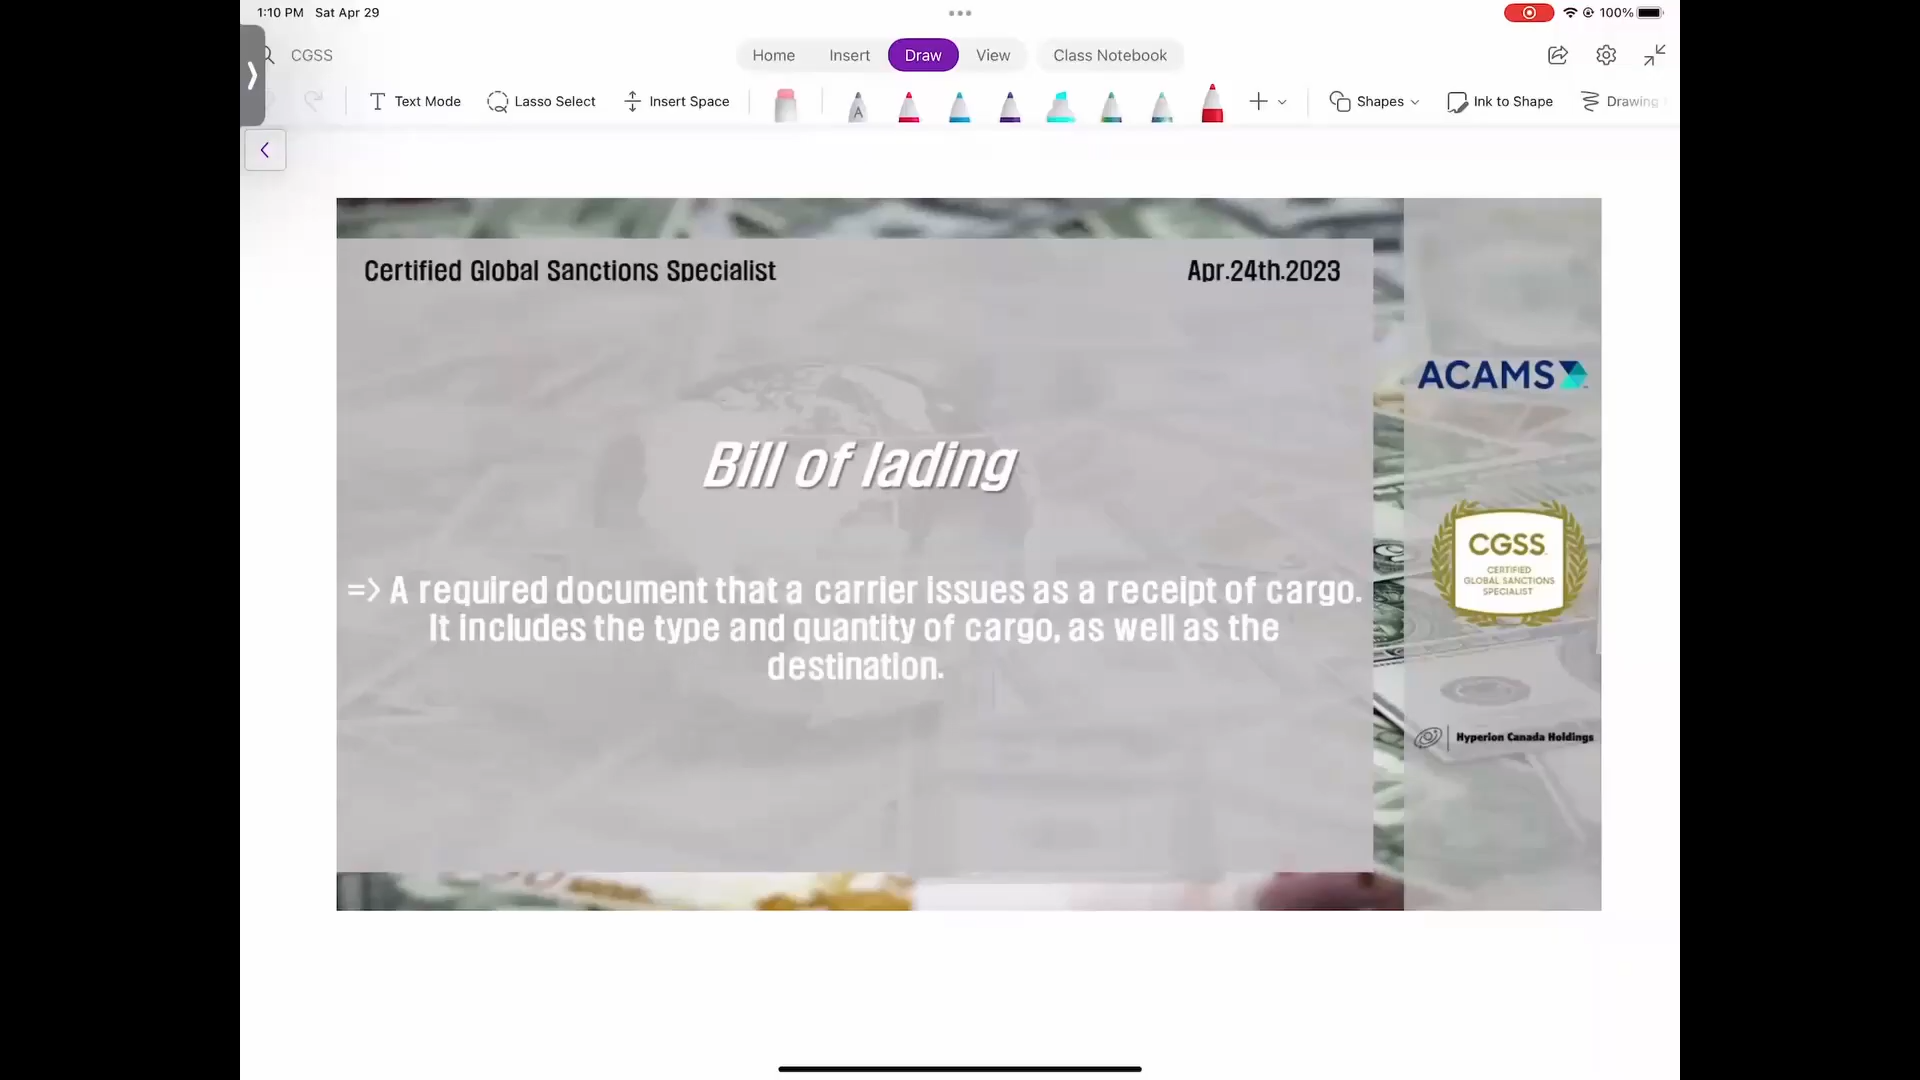 1:10 PM Sat Apr 29
100%
CGSS
Home Insert Draw View Class Notebook
Text Mode Lasso Select Insert Space A Shapes Ink to Shape Drawing
Certified Global Sanctions Specialist
Apr.24th.2023
Bill of lading
=> A required document that a carrier issues as a receipt of cargo.
It includes the type and quantity of cargo, as well as the
destination.
ACAMS
CGSS
CERTIFIED
GLOBAL SANCTIONS
SPECIALIST
Hyperion Canada Holdings